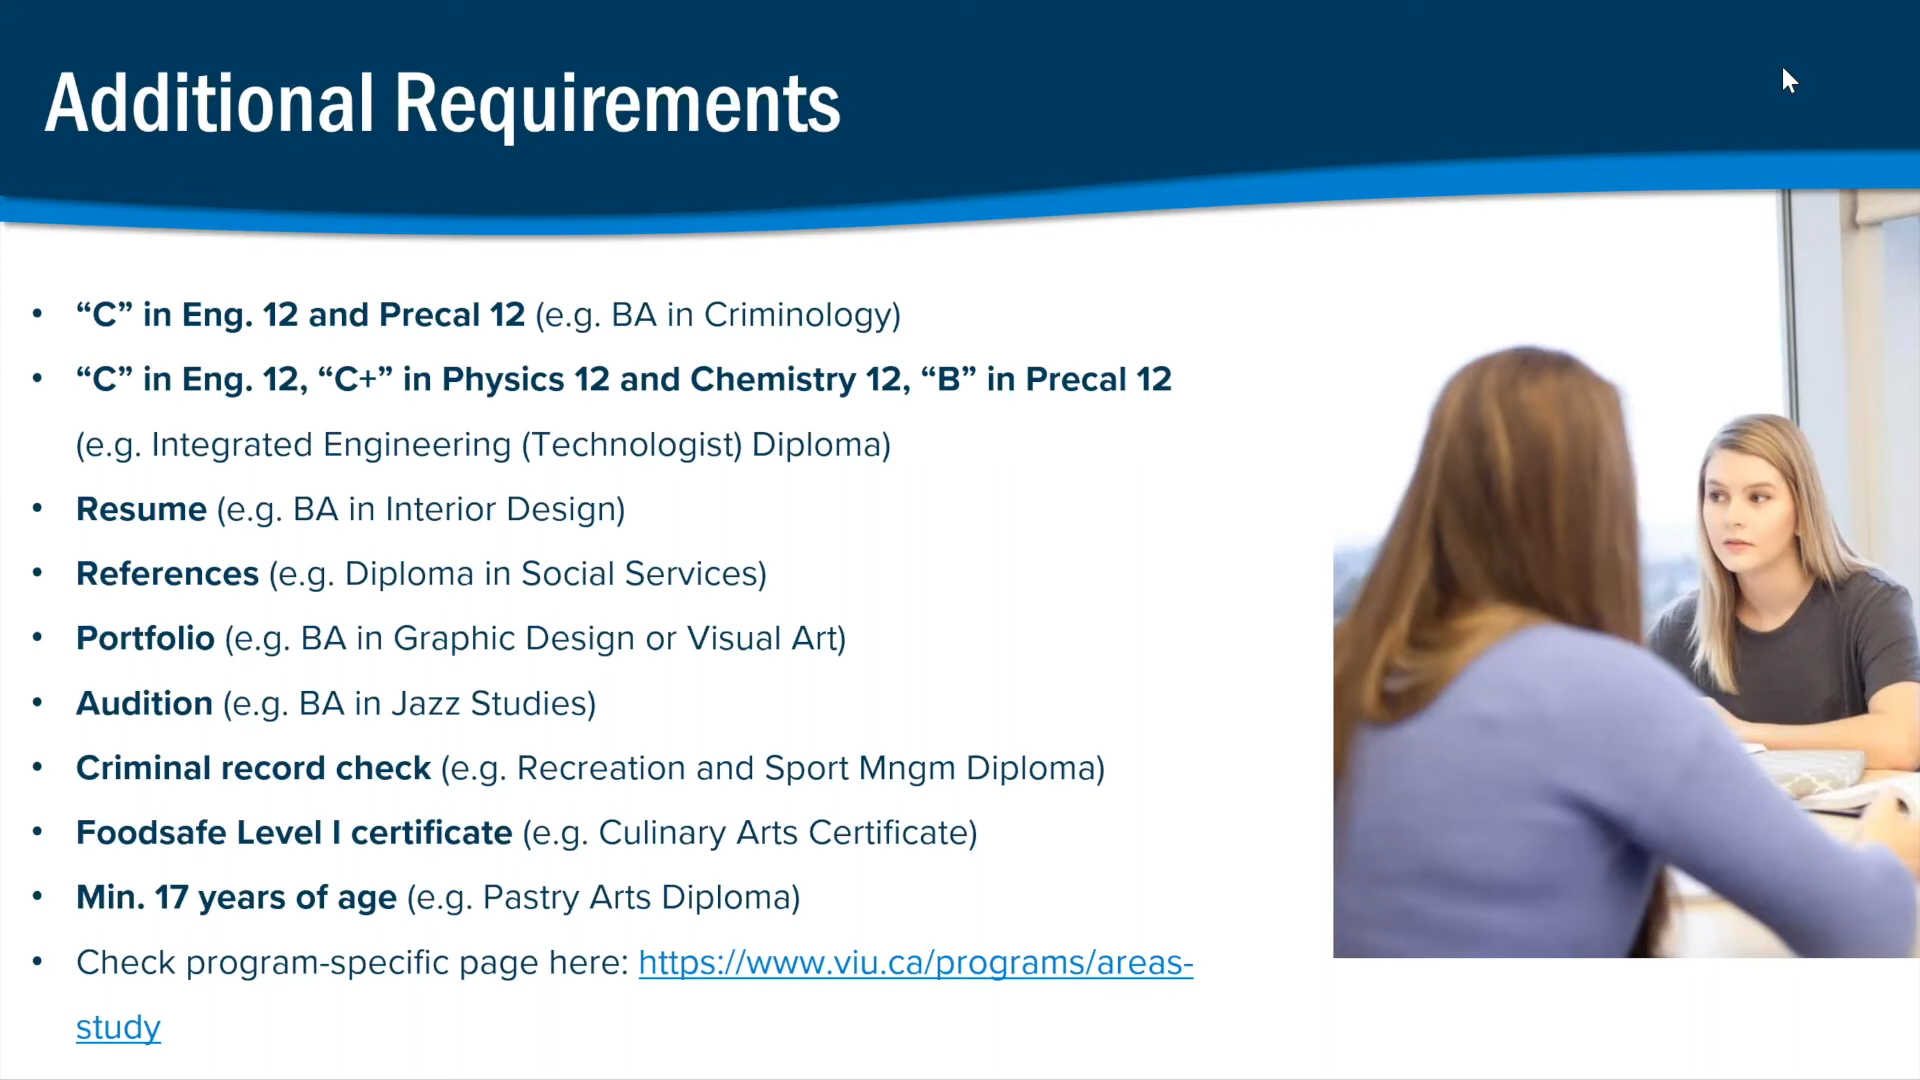 Additional Requirements
• “C” in Eng. 12 and Precal 12 (e.g. BA in Criminology)
• “C” in Eng. 12, “C+” in Physics 12 and Chemistry 12, “B” in Precal 12
(e.g. Integrated Engineering (Technologist) Diploma)
• Resume (e.g. BA in Interior Design)
• References (e.g. Diploma in Social Services)
• Portfolio (e.g. BA in Graphic Design or Visual Art)
• Audition (e.g. BA in Jazz Studies)
• Criminal record check (e.g. Recreation and Sport Mngm Diploma)
• Foodsafe Level I certificate (e.g. Culinary Arts Certificate)
• Min. 17 years of age (e.g. Pastry Arts Diploma)
• Check program-specific page here: https://www.viu.ca/programs/areas-
study